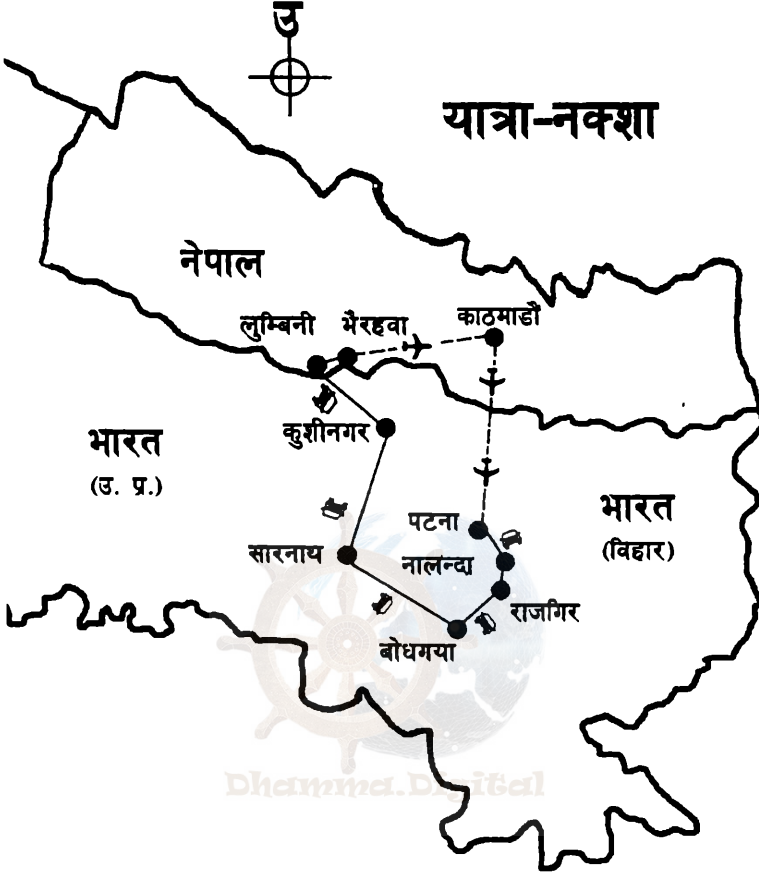 उ
यात्रा-नक्शा
नेपाल
लुम्बिनी भैरहवा काठमाडौं
कुशीनगर
भारत
(उ. प्र.)
भारत
(विहार)
पटना
सारनाथ
नालन्दा
राजगिर
बोधगया
Dhamma.Digital